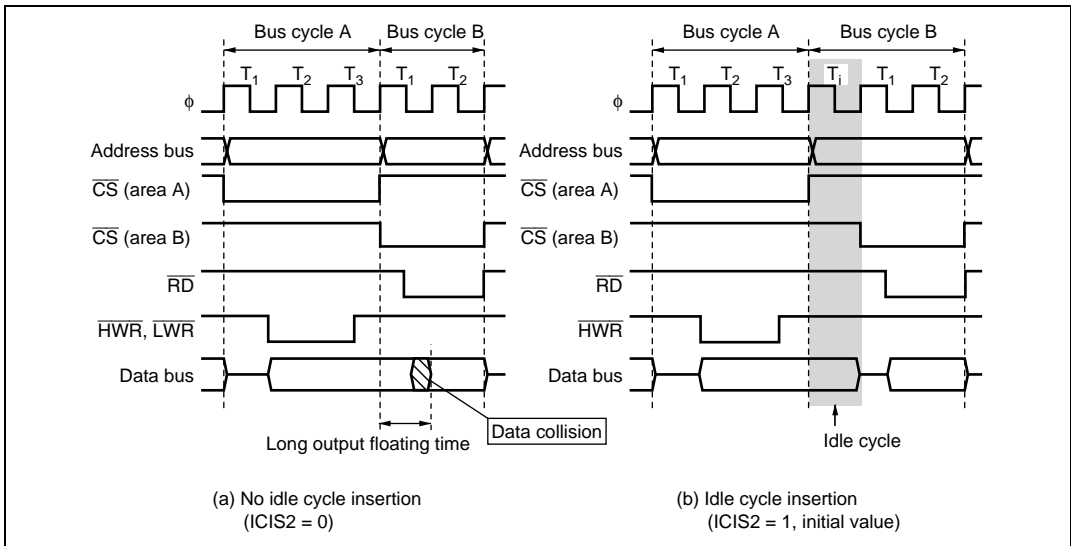 Bus cycle A Bus cycle B
T1 T2 T3 T1 T2
φ
Address bus
CS (area A)
CS (area B)
RD
HWR, LWR
Data bus
Long output floating time
Data collision
(a) No idle cycle insertion
(ICIS2 = 0)
Bus cycle A Bus cycle B
T1 T2 T3 Ti T1 T2
φ
Address bus
CS (area A)
CS (area B)
RD
HWR
Data bus
Idle cycle
(b) Idle cycle insertion
(ICIS2 = 1, initial value)